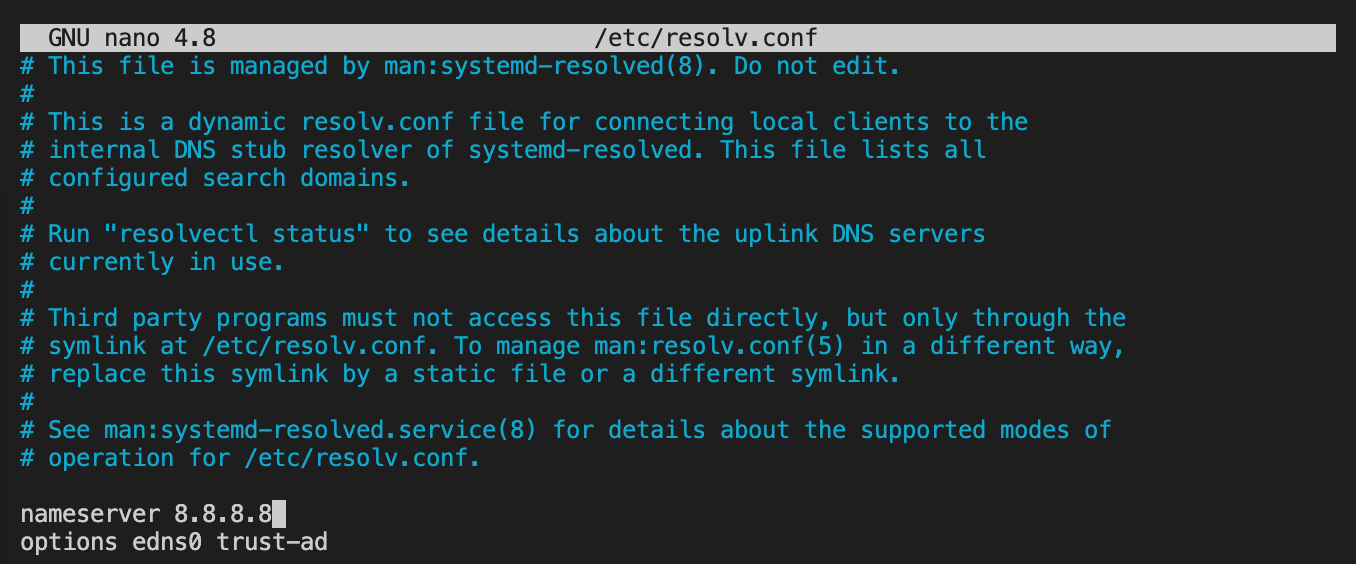 GNU nano 4.8 /etc/resolv.conf
# This file is managed by man:systemd-resolved(8). Do not edit.
#
# This is a dynamic resolv.conf file for connecting local clients to the
# internal DNS stub resolver of systemd-resolved. This file lists all
# configured search domains.
#
# Run "resolvectl status" to see details about the uplink DNS servers
# currently in use.
#
# Third party programs must not access this file directly, but only through the
# symlink at /etc/resolv.conf. To manage man:resolv.conf(5) in a different way,
# replace this symlink by a static file or a different symlink.
#
# See man:systemd-resolved.service(8) for details about the supported modes of
# operation for /etc/resolv.conf.

nameserver 8.8.8.8
options edns0 trust-ad